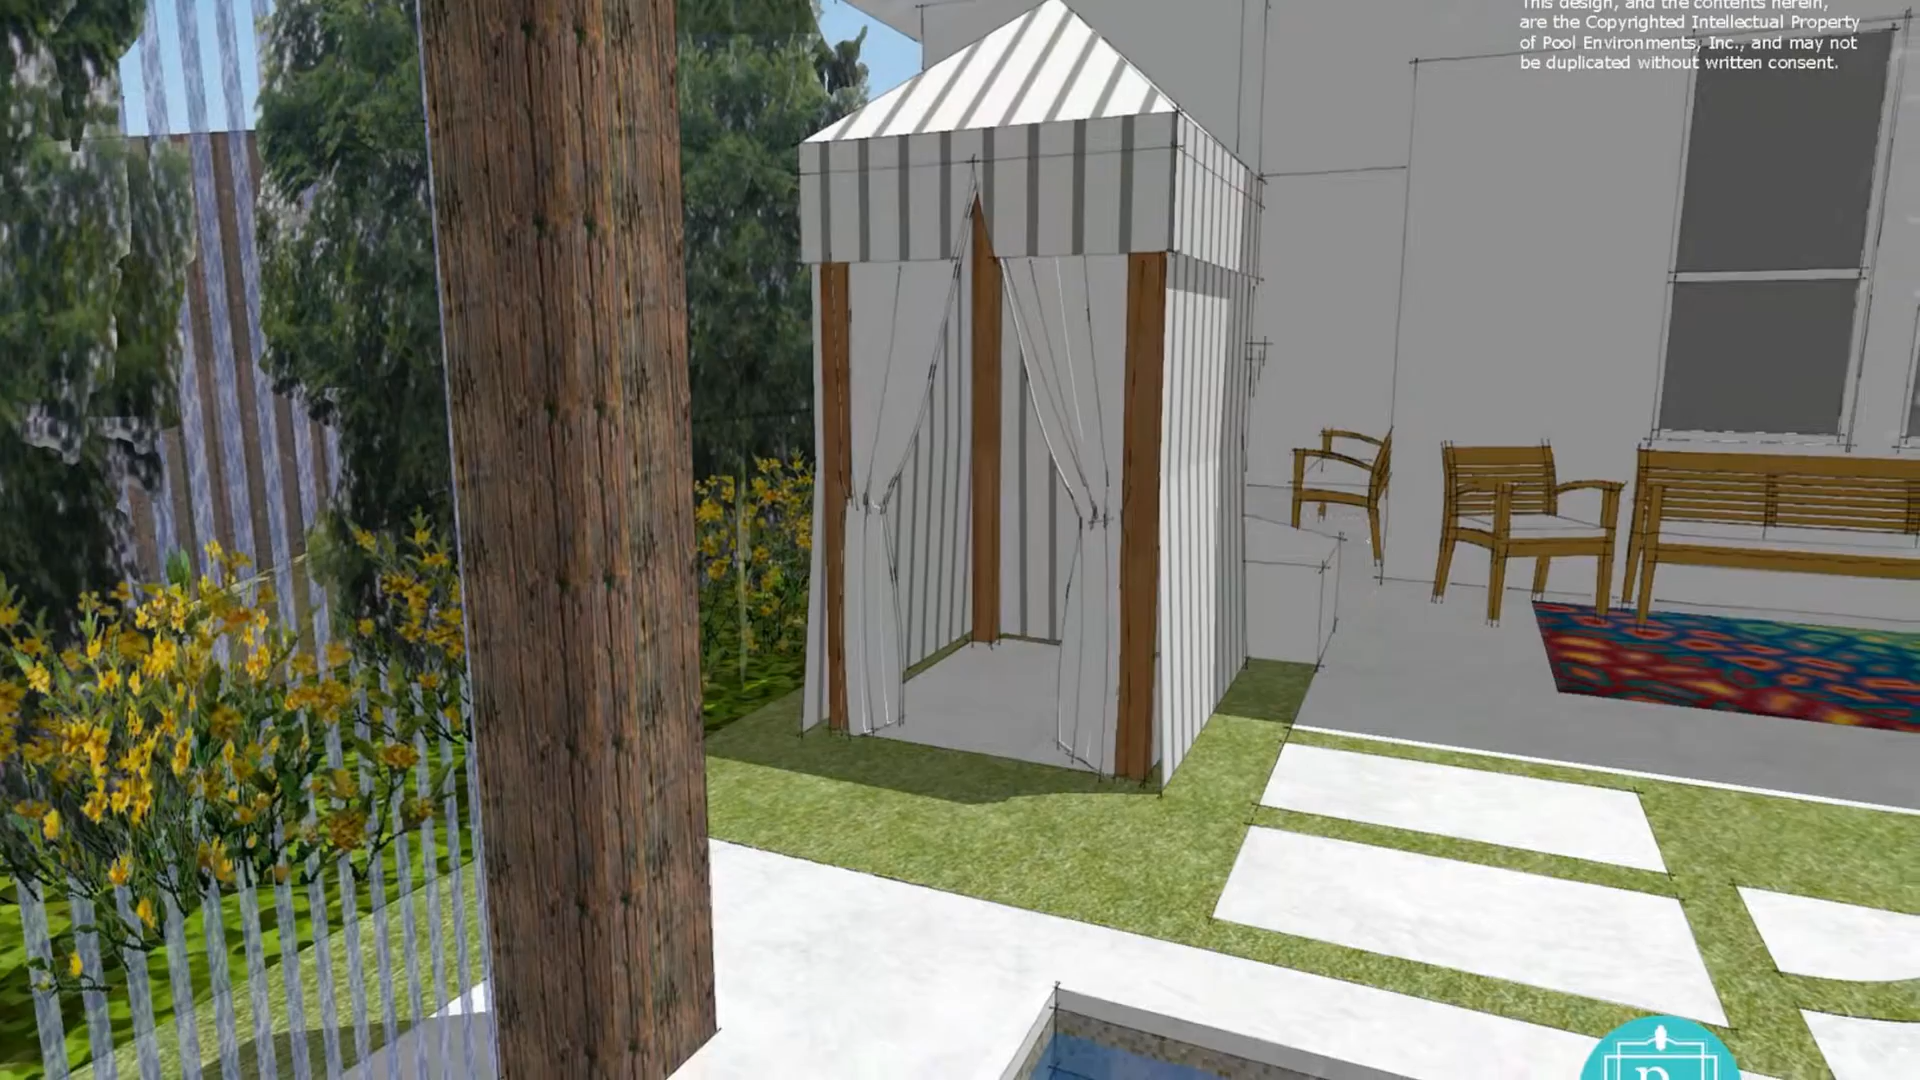 This design, and the contents herein,
are the Copyrighted Intellectual Property
of Pool Environments, Inc., and may not
be duplicated without written consent.
p